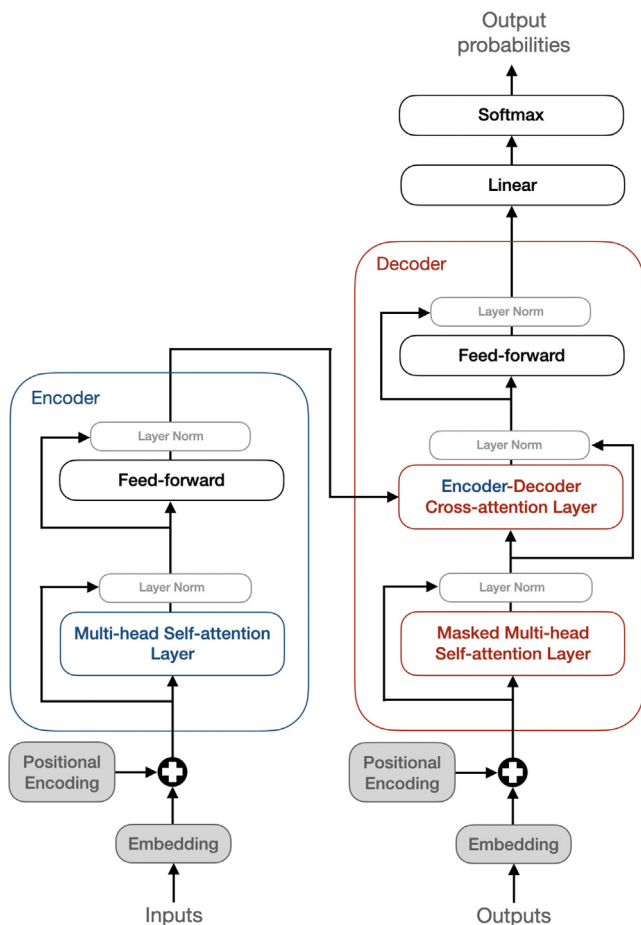 Output
probabilities
Softmax
Linear
Decoder
Layer Norm
Feed-forward
Layer Norm
Encoder-Decoder
Cross-attention Layer
Layer Norm
Masked Multi-head
Self-attention Layer
Positional
Encoding
Embedding
Outputs
Encoder
Layer Norm
Feed-forward
Layer Norm
Multi-head Self-attention
Layer
Positional
Encoding
Embedding
Inputs